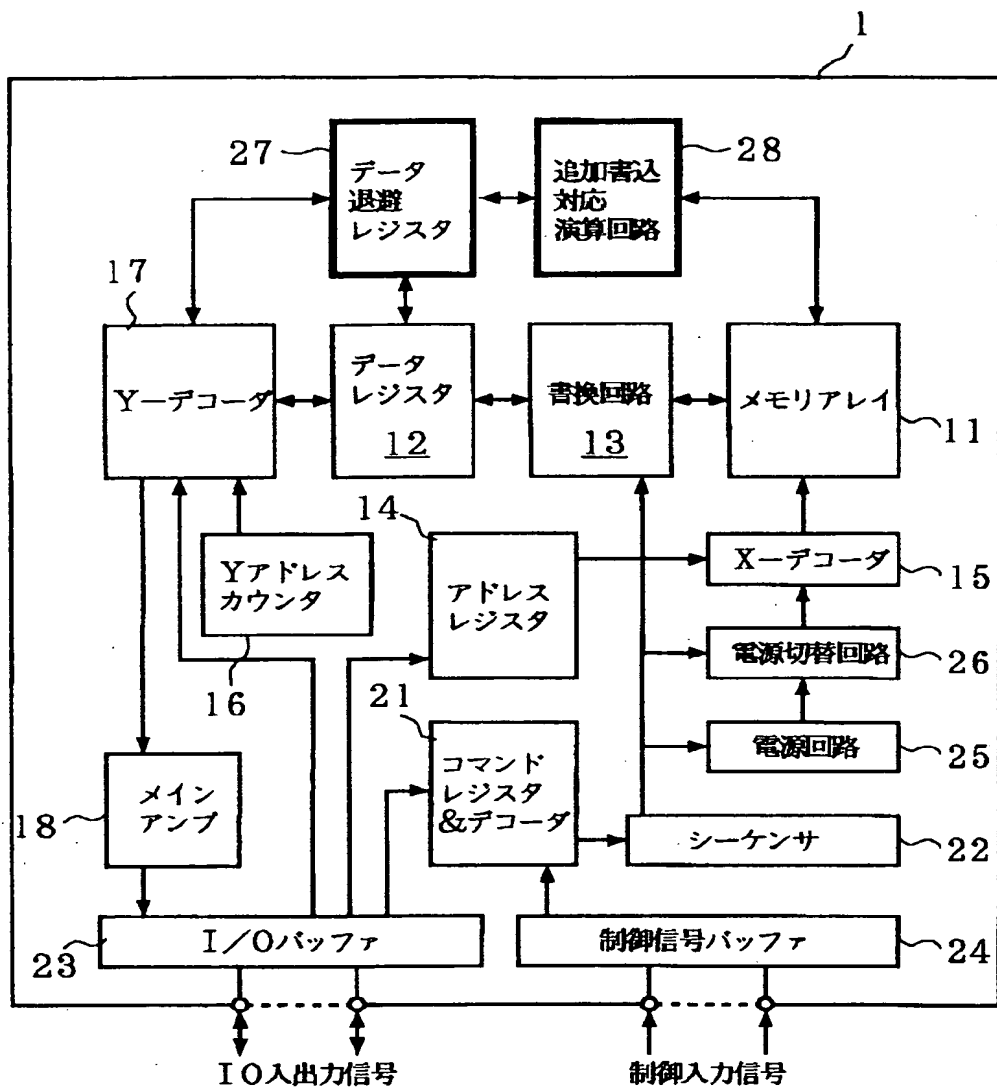 1
27
データ
退避
レジスタ
追加書込
対応
演算回路
28
17
Y－デコーダ
データ
レジスタ
12
書換回路
13
メモリアレイ
11
14
Yアドレス
カウンタ
16
アドレス
レジスタ
X－デコーダ
15
電源切替回路
26
21
コマンド
レジスタ
&デコーダ
電源回路
25
18
メイン
アンプ
シーケンサ
22
I/Oバッファ
23
制御信号バッファ
24
IO入出力信号
制御入力信号